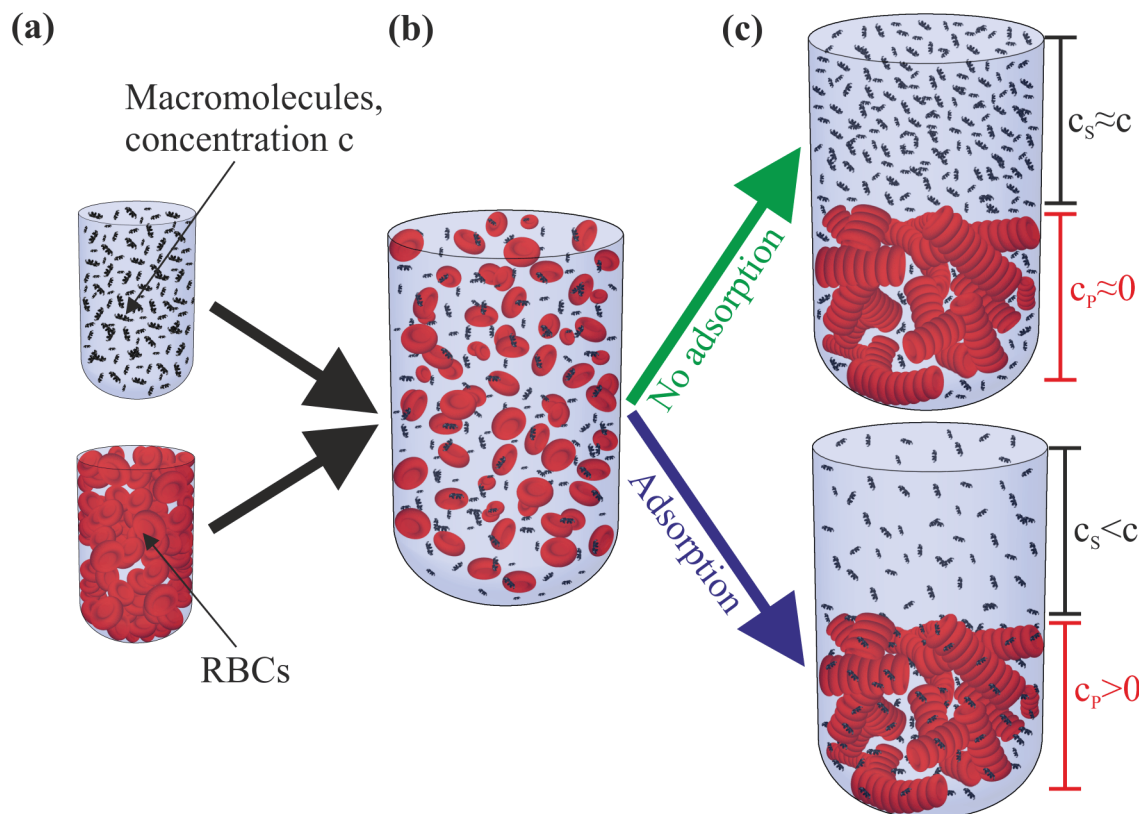 (a)
Macromolecules,
concentration c
RBCs
(b)
No adsorption
Adsorption
(c)
cₛ≈c
cₚ≈0
cₛ<c
cₚ>0